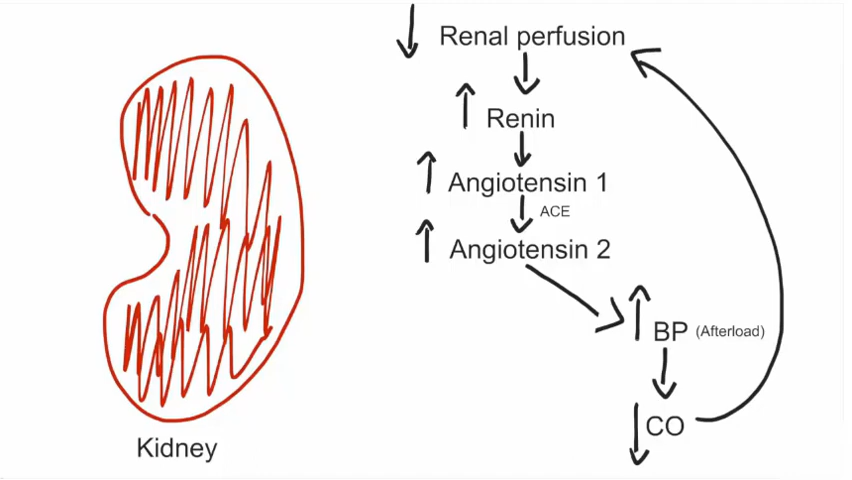 Renal perfusion
Renin
Angiotensin 1
ACE
Angiotensin 2
BP (Afterload)
CO
Kidney